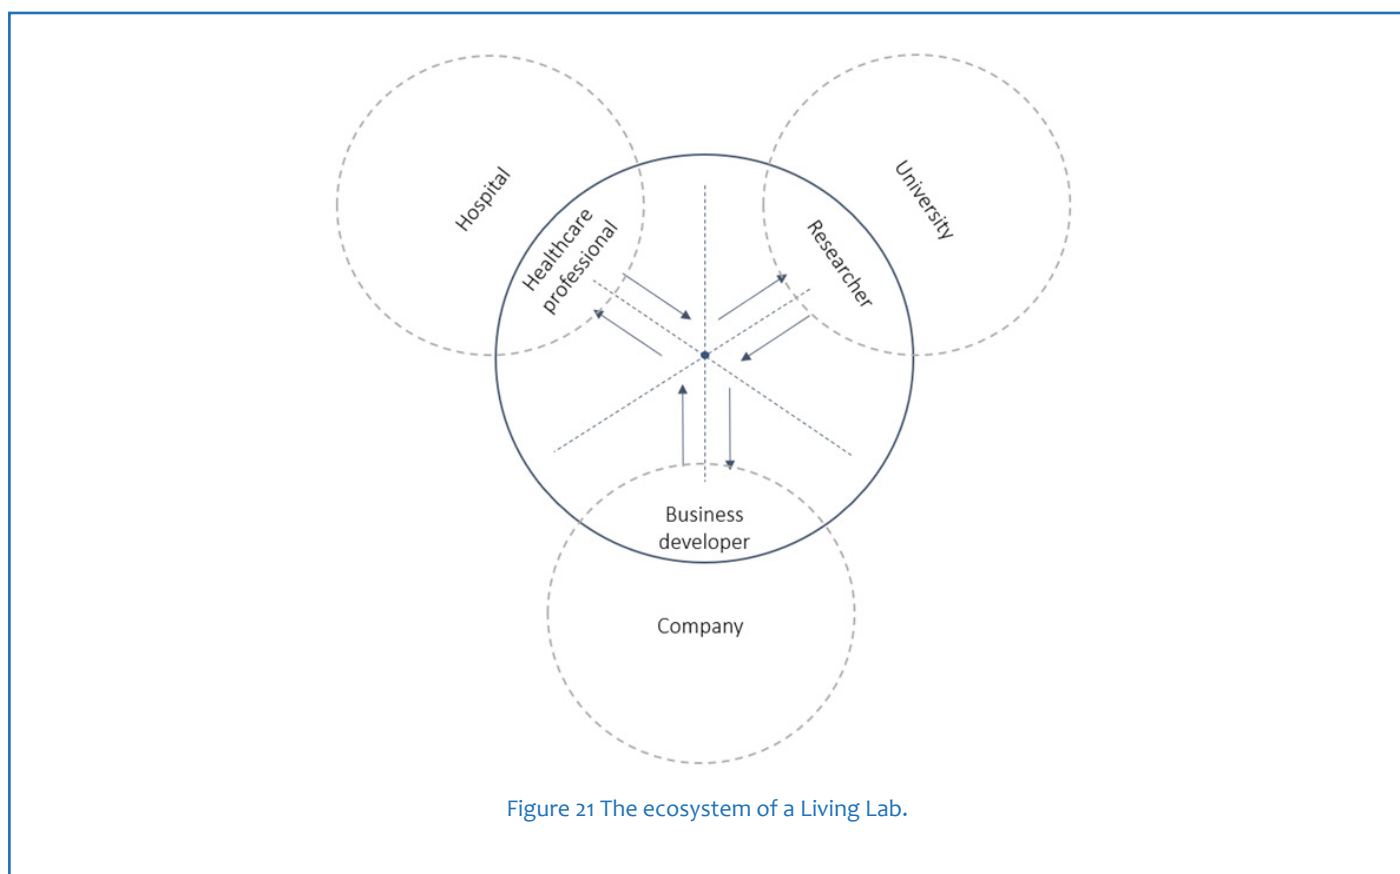 Hospital
University
Healthcare
professional
Researcher
Business
developer
Company
Figure 21 The ecosystem of a Living Lab.